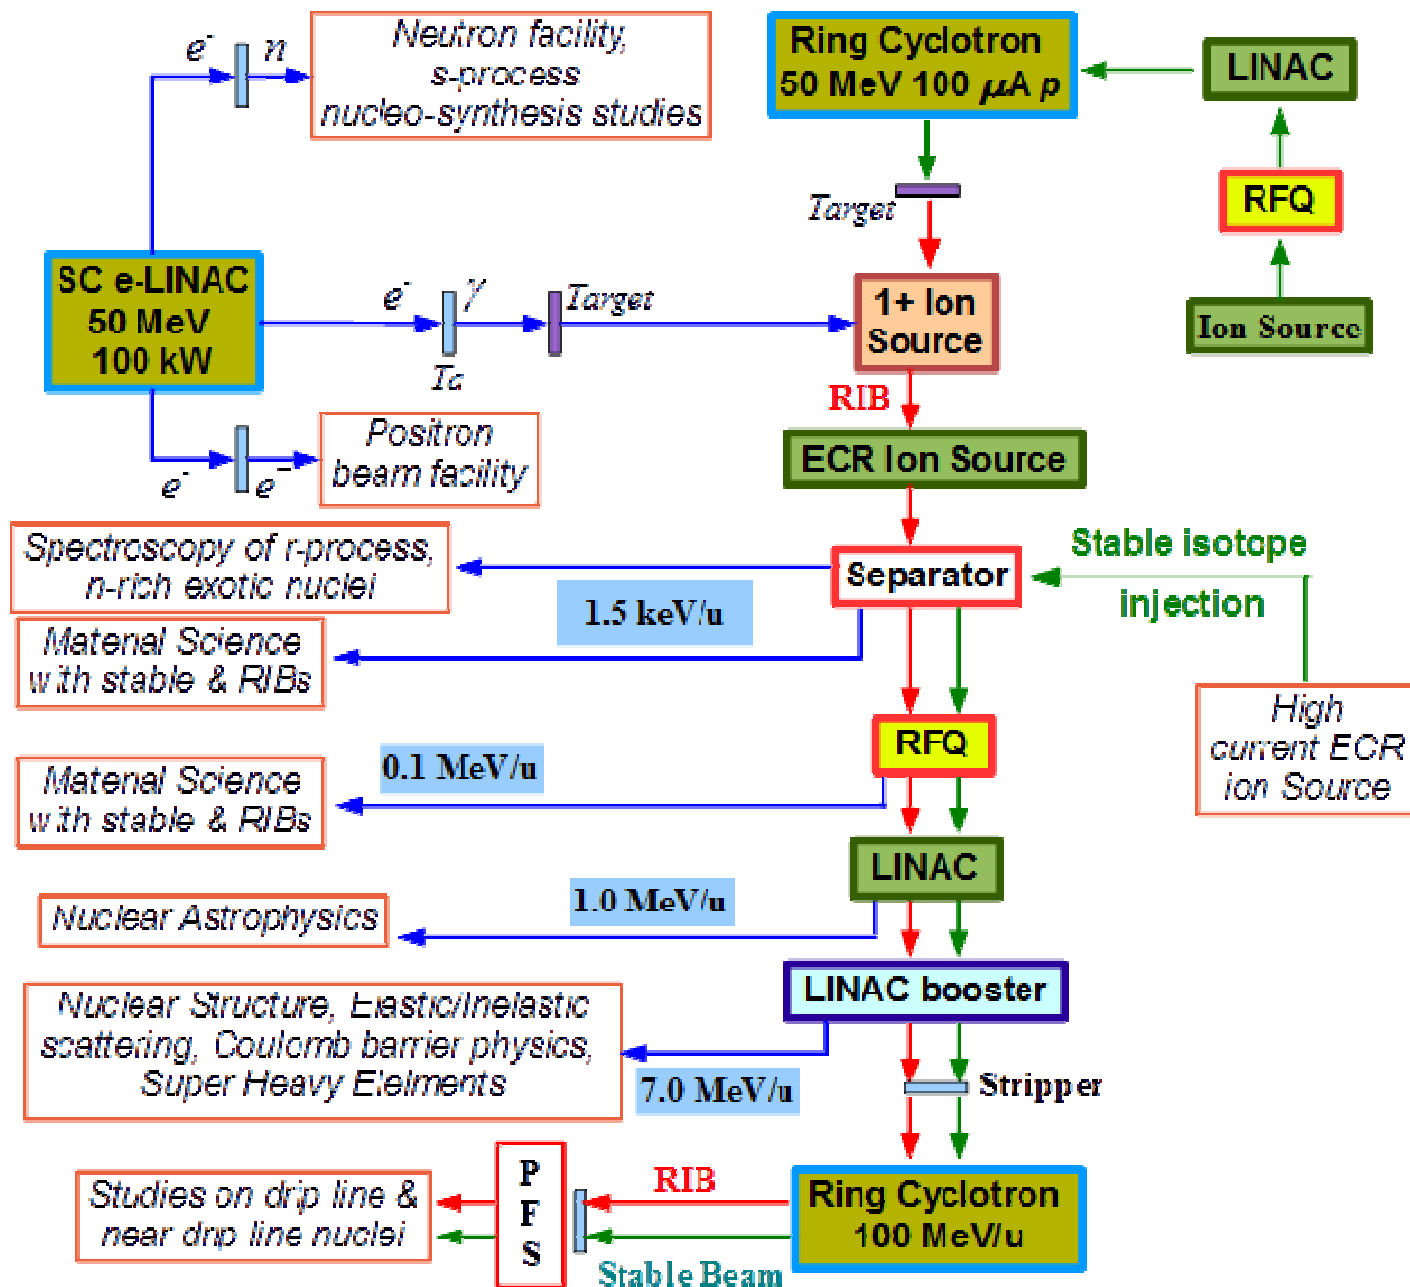 e⁻
n
Neutron facility,
s-process
nucleo-synthesis studies
Ring Cyclotron
50 MeV 100 μA p
LINAC
Target
RFQ
SC e-LINAC
50 MeV
100 kW
e⁻
γ
Target
Ta
1+ Ion
Source
Ion Source
RIB
Positron
beam facility
e⁻
e⁻
ECR Ion Source
Spectroscopy of r-process,
n-rich exotic nuclei
Separator
Stable isotope
injection
1.5 keV/u
Material Science
with stable & RIBs
High
current ECR
ion Source
RFQ
0.1 MeV/u
Material Science
with stable & RIBs
LINAC
1.0 MeV/u
Nuclear Astrophysics
LINAC booster
Nuclear Structure, Elastic/Inelastic
scattering, Coulomb barrier physics,
Super Heavy Elelments
7.0 MeV/u
Stripper
P
F
S
RIB
Ring Cyclotron
100 MeV/u
Studies on drip line &
near drip line nuclei
Stable Beam